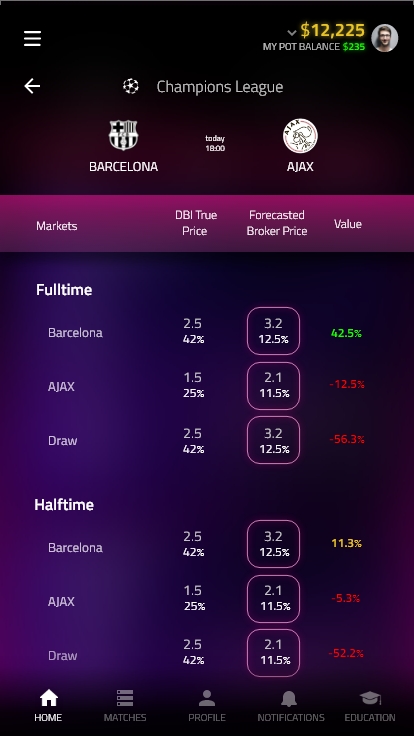 $12,225
MY POT BALANCE $235
Champions League
today
18:00
BARCELONA
AJAX
Markets
DBI True
Price
Forecasted
Broker Price
Value
Fulltime
Barcelona
2.5
42%
3.2
12.5%
42.5%
AJAX
1.5
25%
2.1
11.5%
-12.5%
Draw
2.5
42%
3.2
12.5%
-56.3%
Halftime
Barcelona
2.5
42%
3.2
12.5%
11.3%
AJAX
1.5
25%
2.1
11.5%
-5.3%
Draw
2.5
42%
2.1
11.5%
-52.2%
HOME
MATCHES
PROFILE
NOTIFICATIONS
EDUCATION